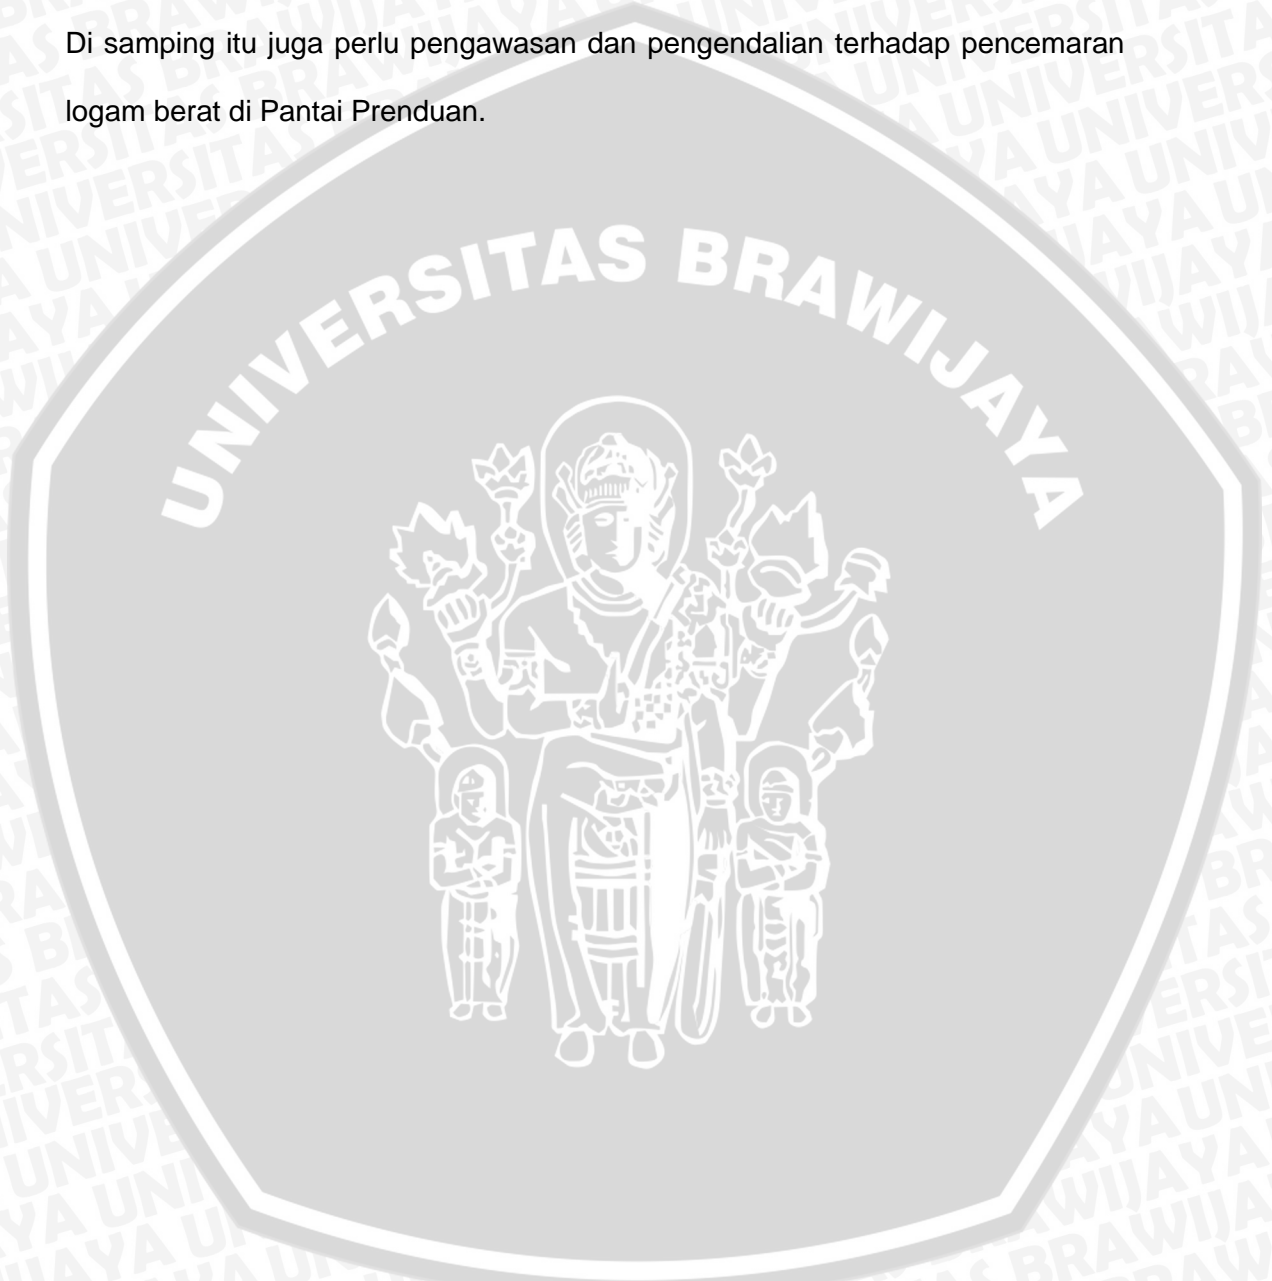 Di samping itu juga perlu pengawasan dan pengendalian terhadap pencemaran
logam berat di Pantai Prenduan.
UNIVERSITAS BRAWIJAYA